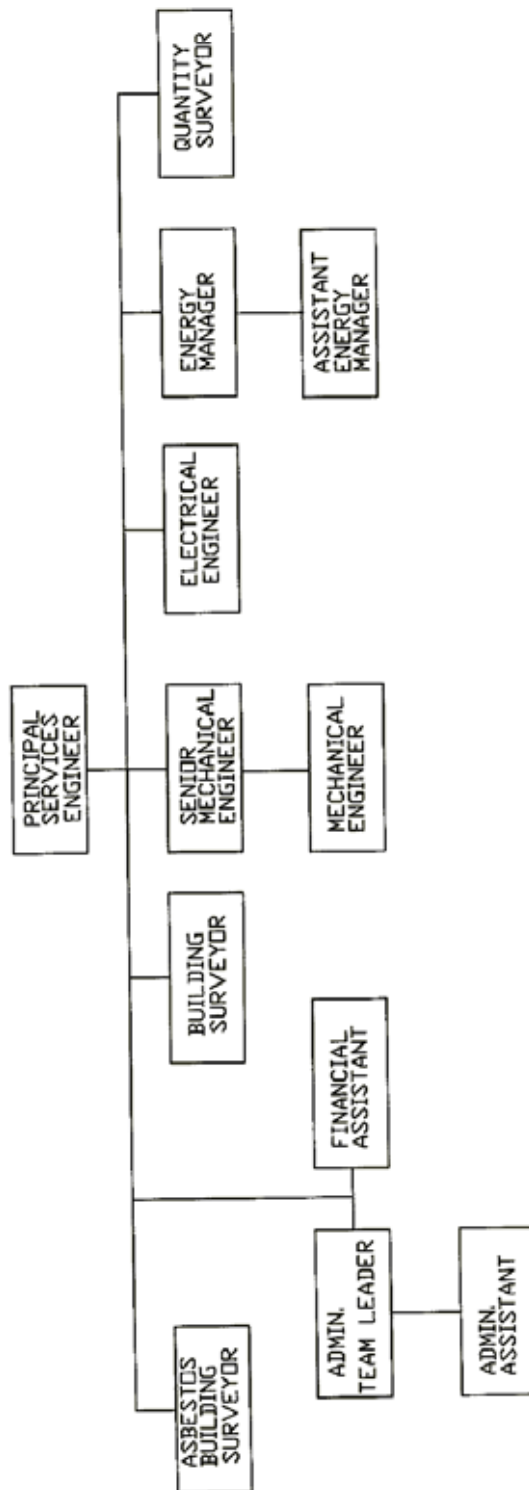 PRINCIPAL
SERVICES
ENGINEER
ASBESTOS
BUILDING
SURVEYOR
BUILDING
SURVEYOR
SENIOR
MECHANICAL
ENGINEER
ELECTRICAL
ENGINEER
ENERGY
MANAGER
QUANTITY
SURVEYOR
ADMIN.
TEAM LEADER
FINANCIAL
ASSISTANT
MECHANICAL
ENGINEER
ASSISTANT
ENERGY
MANAGER
ADMIN.
ASSISTANT